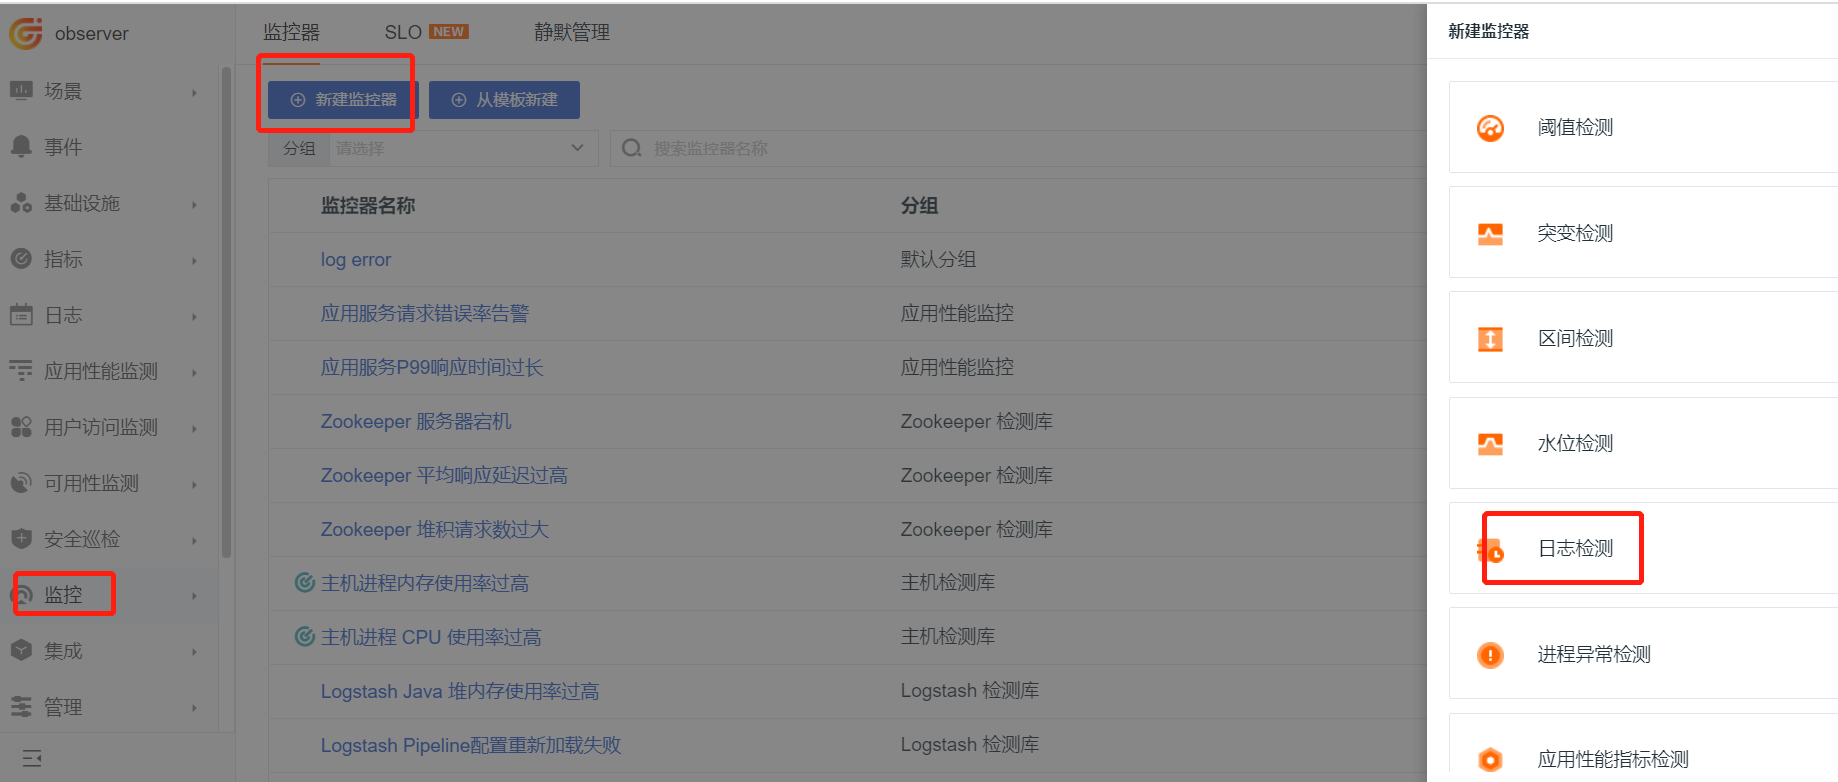 observer
场景
事件
基础设施
指标
日志
应用性能监测
用户访问监测
可用性监测
安全巡检
监控
集成
管理
监控器 SLO NEW 静默管理
新建监控器 从模板新建
分组 请选择 搜索监控器名称
监控器名称 分组
log error 默认分组
应用服务请求错误率告警 应用性能监控
应用服务P99响应时间过长 应用性能监控
Zookeeper 服务器宕机 Zookeeper 检测库
Zookeeper 平均响应延迟过高 Zookeeper 检测库
Zookeeper 堆积请求数过大 Zookeeper 检测库
主机进程内存使用率过高 主机检测库
主机进程 CPU 使用率过高 主机检测库
Logstash Java 堆内存使用率过高 Logstash 检测库
Logstash Pipeline配置重新加载失败 Logstash 检测库
新建监控器
阈值检测
突变检测
区间检测
水位检测
日志检测
进程异常检测
应用性能指标检测